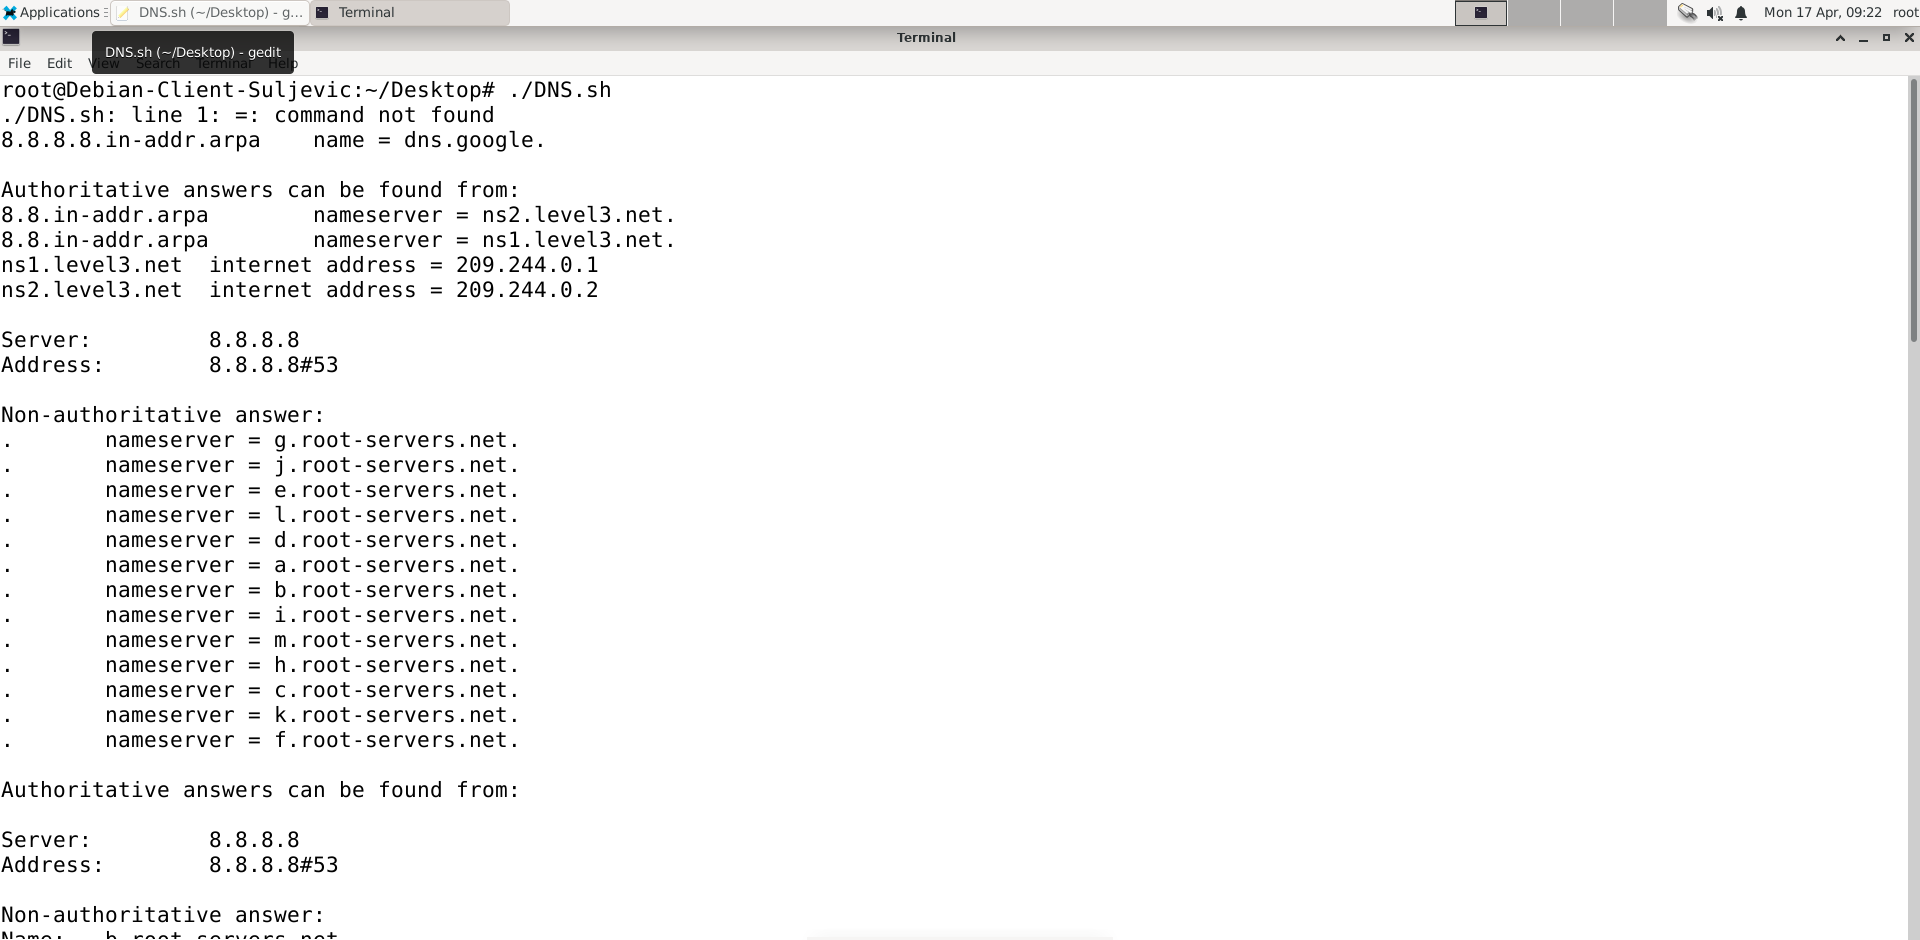 Applications
DNS.sh (~/Desktop) - g...
Terminal
Mon 17 Apr, 09:22 root
Terminal
DNS.sh (~/Desktop) - gedit
File Edit View Search Terminal Help
root@Debian-Client-Suljevic:~/Desktop# ./DNS.sh
./DNS.sh: line 1: =: command not found
8.8.8.8.in-addr.arpa    name = dns.google.
Authoritative answers can be found from:
8.8.in-addr.arpa        nameserver = ns2.level3.net.
8.8.in-addr.arpa        nameserver = ns1.level3.net.
ns1.level3.net  internet address = 209.244.0.1
ns2.level3.net  internet address = 209.244.0.2
Server:         8.8.8.8
Address:        8.8.8.8#53
Non-authoritative answer:
.       nameserver = g.root-servers.net.
.       nameserver = j.root-servers.net.
.       nameserver = e.root-servers.net.
.       nameserver = l.root-servers.net.
.       nameserver = d.root-servers.net.
.       nameserver = a.root-servers.net.
.       nameserver = b.root-servers.net.
.       nameserver = i.root-servers.net.
.       nameserver = m.root-servers.net.
.       nameserver = h.root-servers.net.
.       nameserver = c.root-servers.net.
.       nameserver = k.root-servers.net.
.       nameserver = f.root-servers.net.
Authoritative answers can be found from:
Server:         8.8.8.8
Address:        8.8.8.8#53
Non-authoritative answer:
Name:   b.root-servers.net